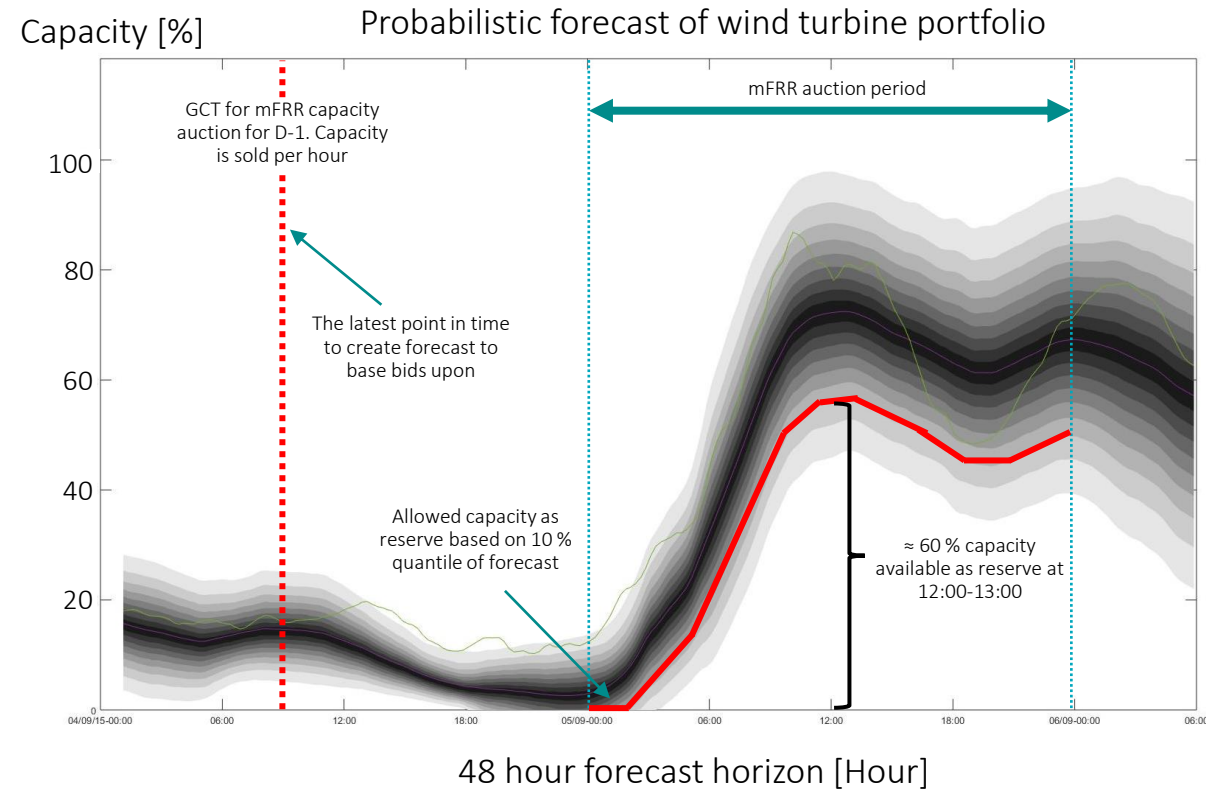 Probabilistic forecast of wind turbine portfolio
Capacity [%]
mFRR auction period
GCT for mFRR capacity
auction for D-1. Capacity
is sold per hour
100
80
The latest point in time
to create forecast to
base bids upon
60
40
Allowed capacity as
reserve based on 10 %
quantile of forecast
≈ 60 % capacity
available as reserve at
12:00-13:00
20
0
04/09/15-00:00 06:00 12:00 18:00 05/09-00:00 06:00 12:00 18:00 06/09-00:00 06:00
48 hour forecast horizon [Hour]